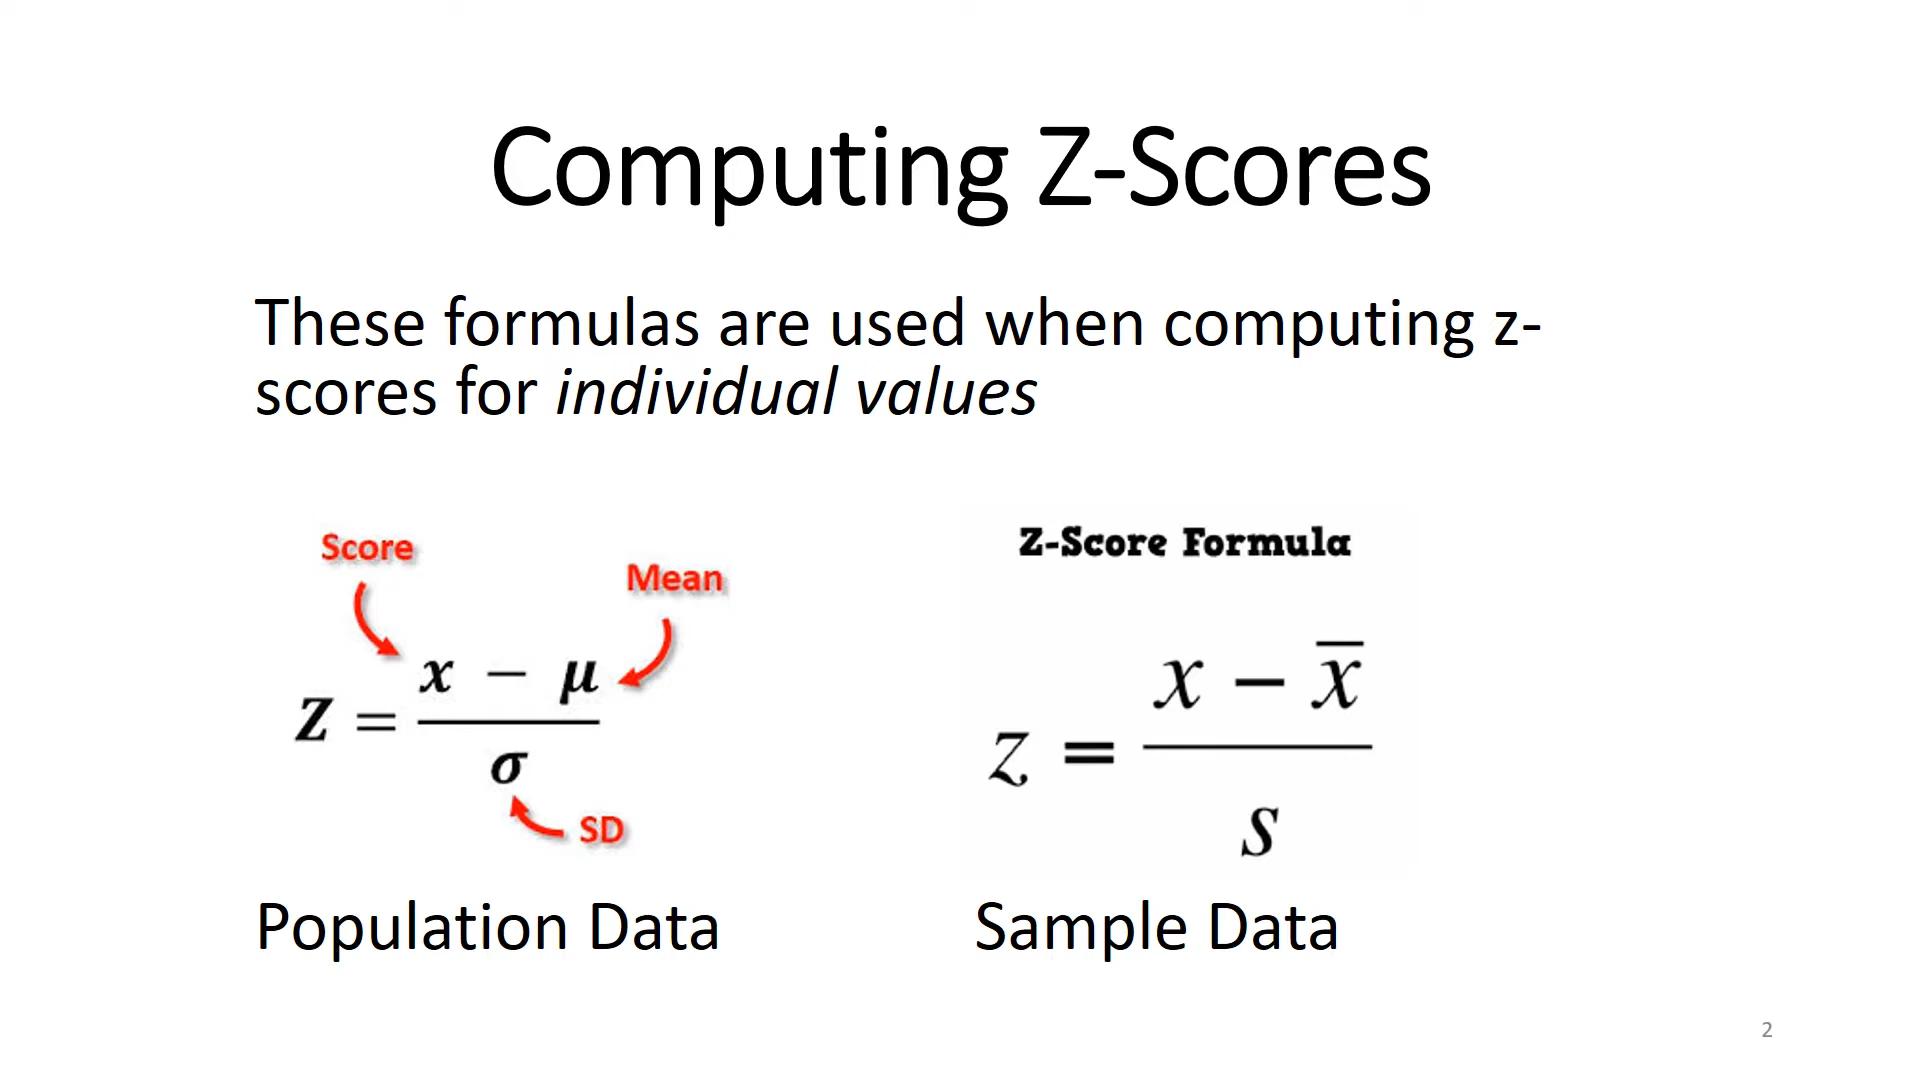 Computing Z-Scores
These formulas are used when computing z-
scores for individual values
Score
Mean
Z = x − μ / σ
SD
Population Data
Z-Score Formula
z = x − x̄ / s
Sample Data
2